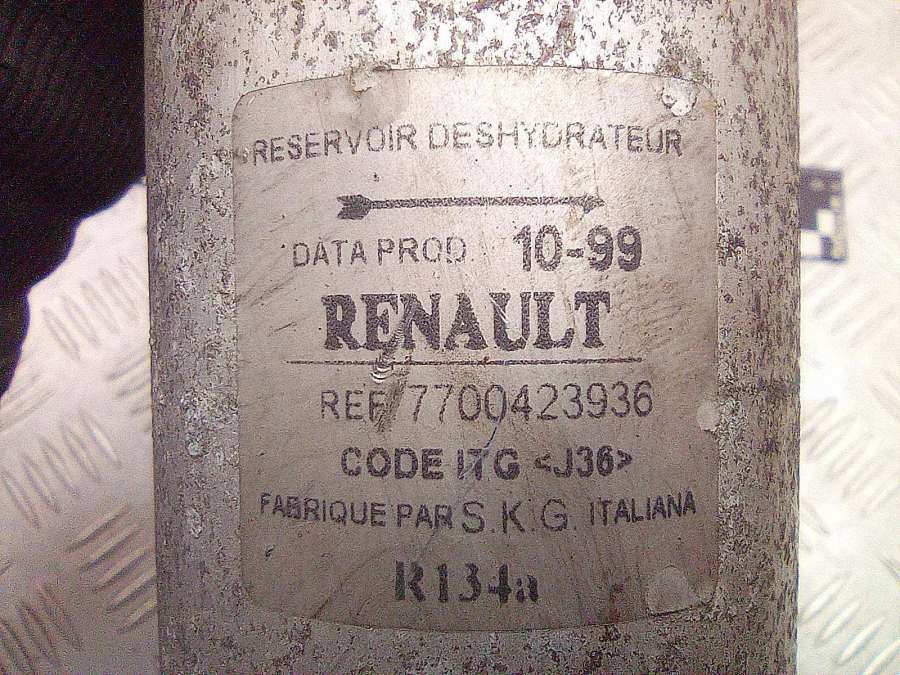 RESERVOIR DESHYDRATEUR
DATA PROD 10-99
RENAULT
REF 7700423936
CODE ITG <J36>
FABRIQUE PAR S.K.G. ITALIANA
R134a